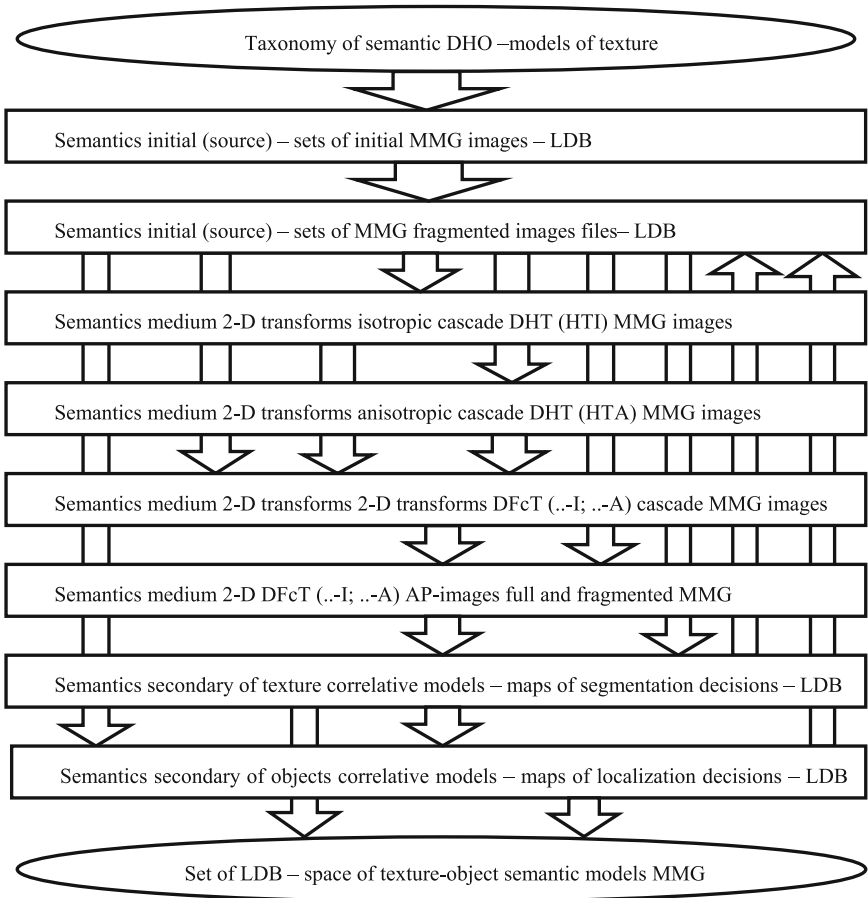 Taxonomy of semantic DHO –models of texture
Semantics initial (source) – sets of initial MMG images – LDB
Semantics initial (source) – sets of MMG fragmented images files– LDB
Semantics medium 2-D transforms isotropic cascade DHT (HTI) MMG images
Semantics medium 2-D transforms anisotropic cascade DHT (HTA) MMG images
Semantics medium 2-D transforms 2-D transforms DFcT (..-I; ..-A) cascade MMG images
Semantics medium 2-D DFcT (..-I; ..-A) AP-images full and fragmented MMG
Semantics secondary of texture correlative models – maps of segmentation decisions – LDB
Semantics secondary of objects correlative models – maps of localization decisions – LDB
Set of LDB – space of texture-object semantic models MMG